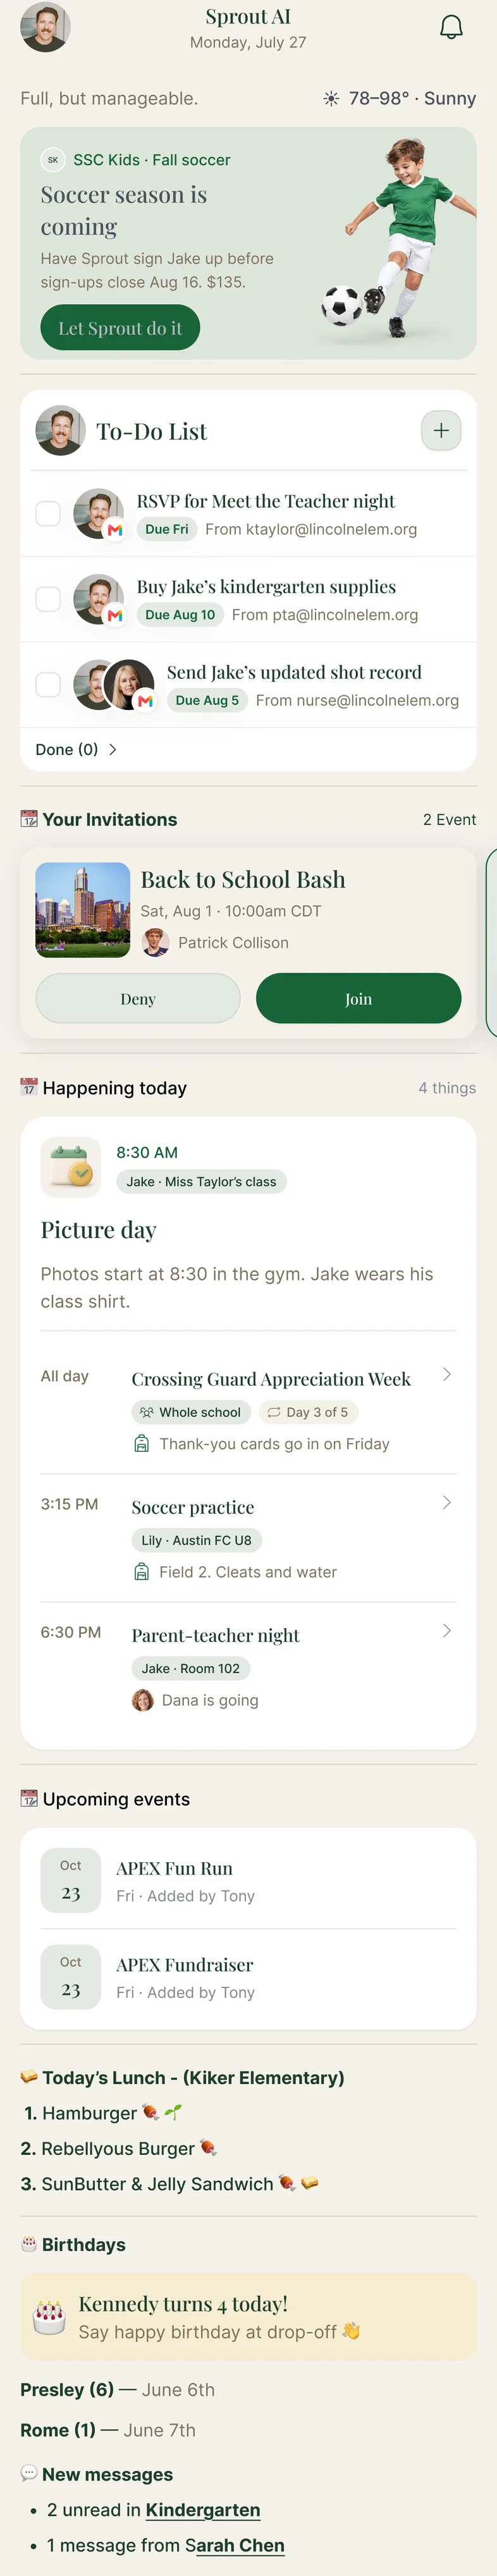 Sprout AI
Monday, July 27
Full, but manageable.
78–98° · Sunny
SK
SSC Kids · Fall soccer
Soccer season is
coming
Have Sprout sign Jake up before
sign-ups close Aug 16. $135.
Let Sprout do it
To-Do List
RSVP for Meet the Teacher night
Due Fri From ktaylor@lincolnelem.org
Buy Jake’s kindergarten supplies
Due Aug 10 From pta@lincolnelem.org
Send Jake’s updated shot record
Due Aug 5 From nurse@lincolnelem.org
Done (0)
Your Invitations
2 Event
Back to School Bash
Sat, Aug 1 · 10:00am CDT
Patrick Collison
Deny
Join
17 Happening today
4 things
8:30 AM
Jake · Miss Taylor’s class
Picture day
Photos start at 8:30 in the gym. Jake wears his
class shirt.
All day
Crossing Guard Appreciation Week
Whole school
Day 3 of 5
Thank-you cards go in on Friday
3:15 PM
Soccer practice
Lily · Austin FC U8
Field 2. Cleats and water
6:30 PM
Parent-teacher night
Jake · Room 102
Dana is going
Upcoming events
Oct
23
APEX Fun Run
Fri · Added by Tony
Oct
23
APEX Fundraiser
Fri · Added by Tony
Today’s Lunch - (Kiker Elementary)
1. Hamburger 🍖 🌱
2. Rebellyous Burger 🍖
3. SunButter & Jelly Sandwich 🍖 🥪
Birthdays
Kennedy turns 4 today!
Say happy birthday at drop-off 👋
Presley (6) — June 6th
Rome (1) — June 7th
New messages
• 2 unread in Kindergarten
• 1 message from Sarah Chen